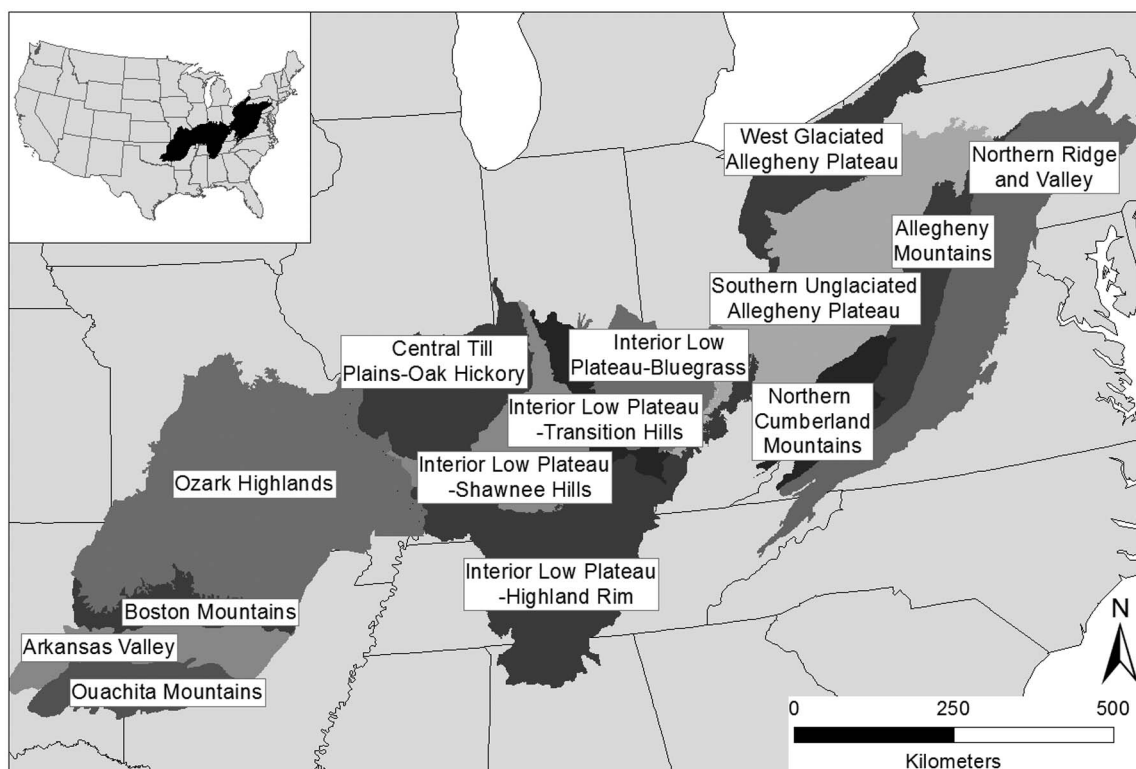 West Glaciated
Allegheny Plateau
Northern Ridge
and Valley
Allegheny
Mountains
Southern Unglaciated
Allegheny Plateau
Central Till
Plains-Oak Hickory
Interior Low
Plateau-Bluegrass
Interior Low Plateau
-Transition Hills
Northern
Cumberland
Mountains
Ozark Highlands
Interior Low Plateau
-Shawnee Hills
Interior Low Plateau
-Highland Rim
Boston Mountains
Arkansas Valley
Ouachita Mountains
N
0 250 500
Kilometers